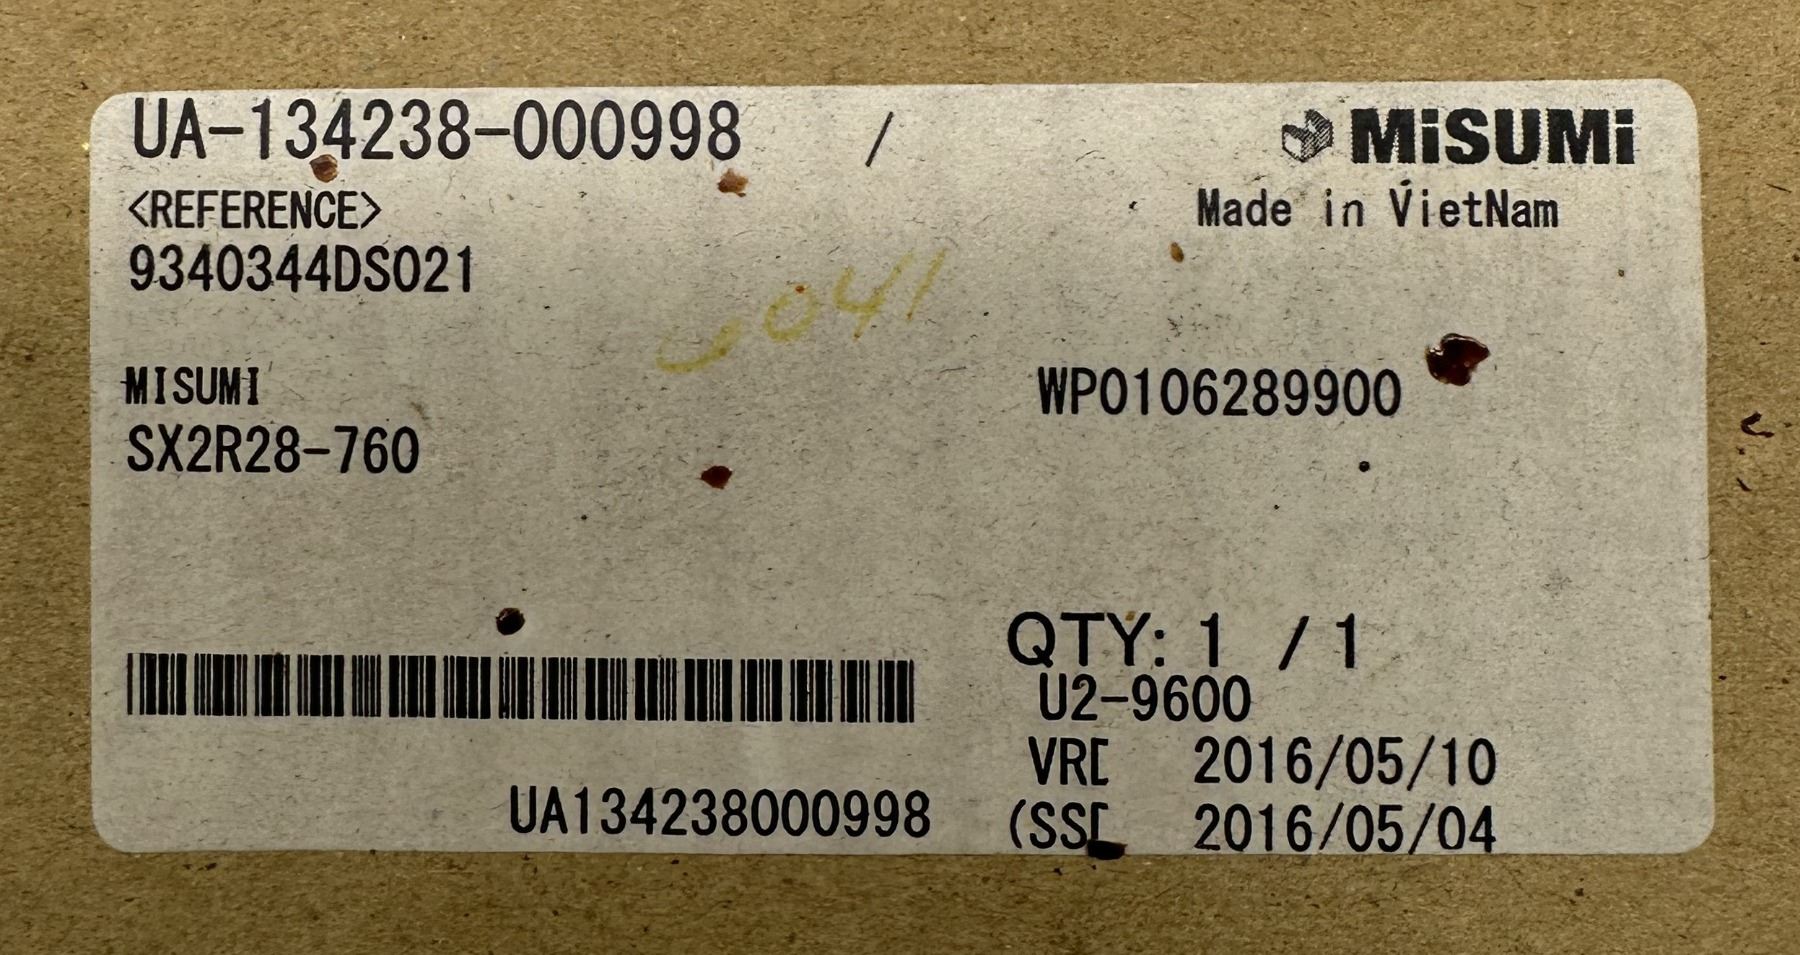 UA-134238-000998 /
MiSUMi
Made in VietNam
<REFERENCE>
9340344DS021
041
MISUMI
WP0106289900
SX2R28-760
QTY: 1 / 1
U2-9600
VRD 2016/05/10
(SSD 2016/05/04
UA134238000998